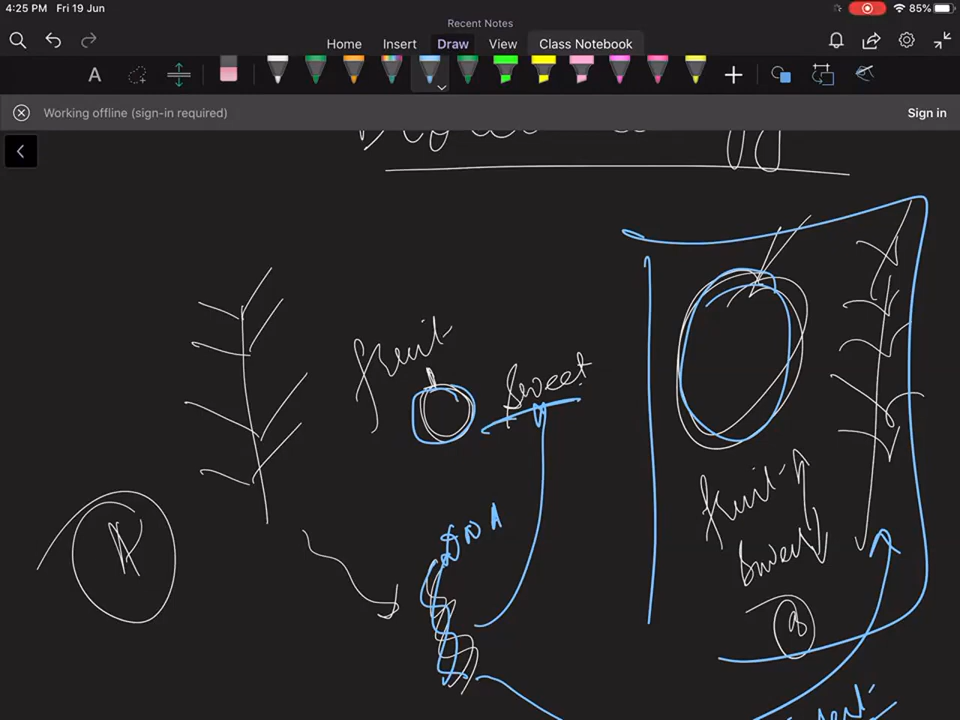 4:25 PM Fri 19 Jun
85%
Recent Notes
Home Insert Draw View Class Notebook
A
Working offline (sign-in required)
Sign in
fruit
Sweet
DNA
A
fruit ↑
Sweet ↓